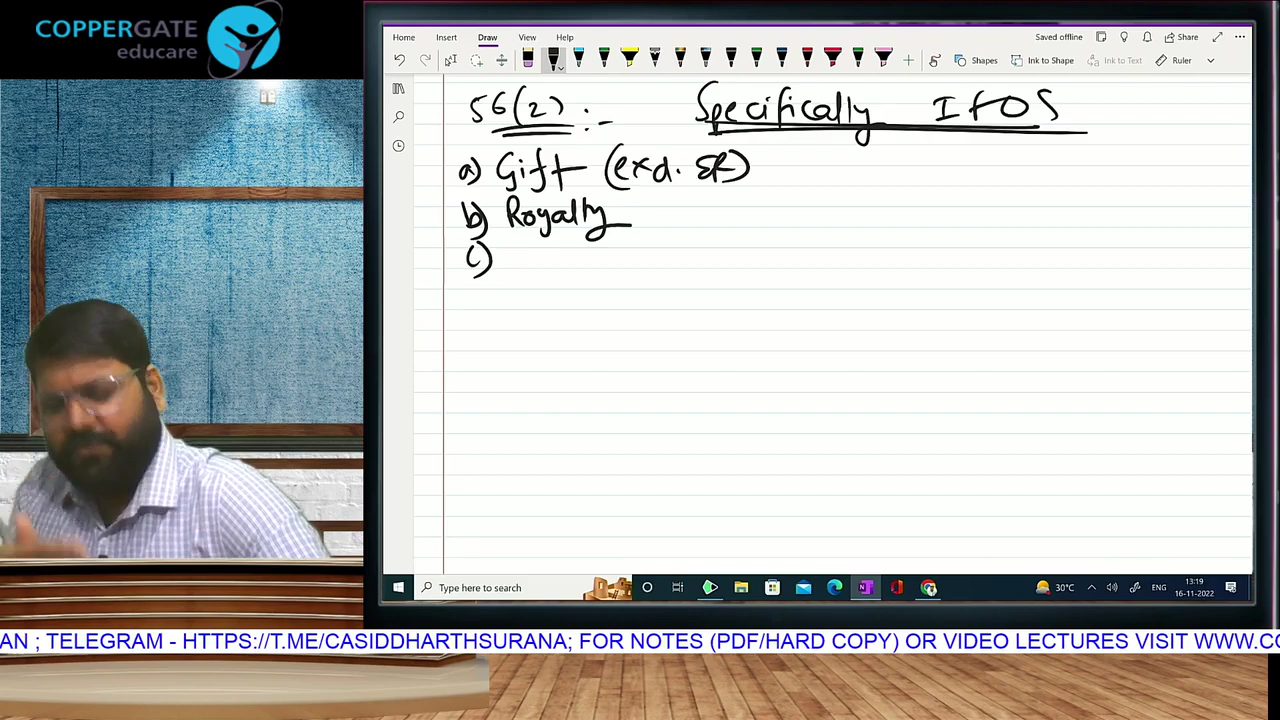 COPPERGATE
educare
Home Insert Draw View Help
Saved offline
Share
Shapes Ink to Shape Ink to Text Ruler
56(2) :- Specifically IFOS
a) Gift (excl.
b) Royalty
c)
Type here to search
30°C ENG 13:19
16-11-2022
AN ; TELEGRAM - HTTPS://T.ME/CASIDDHARTHSURANA; FOR NOTES (PDF/HARD COPY) OR VIDEO LECTURES VISIT WWW.CO